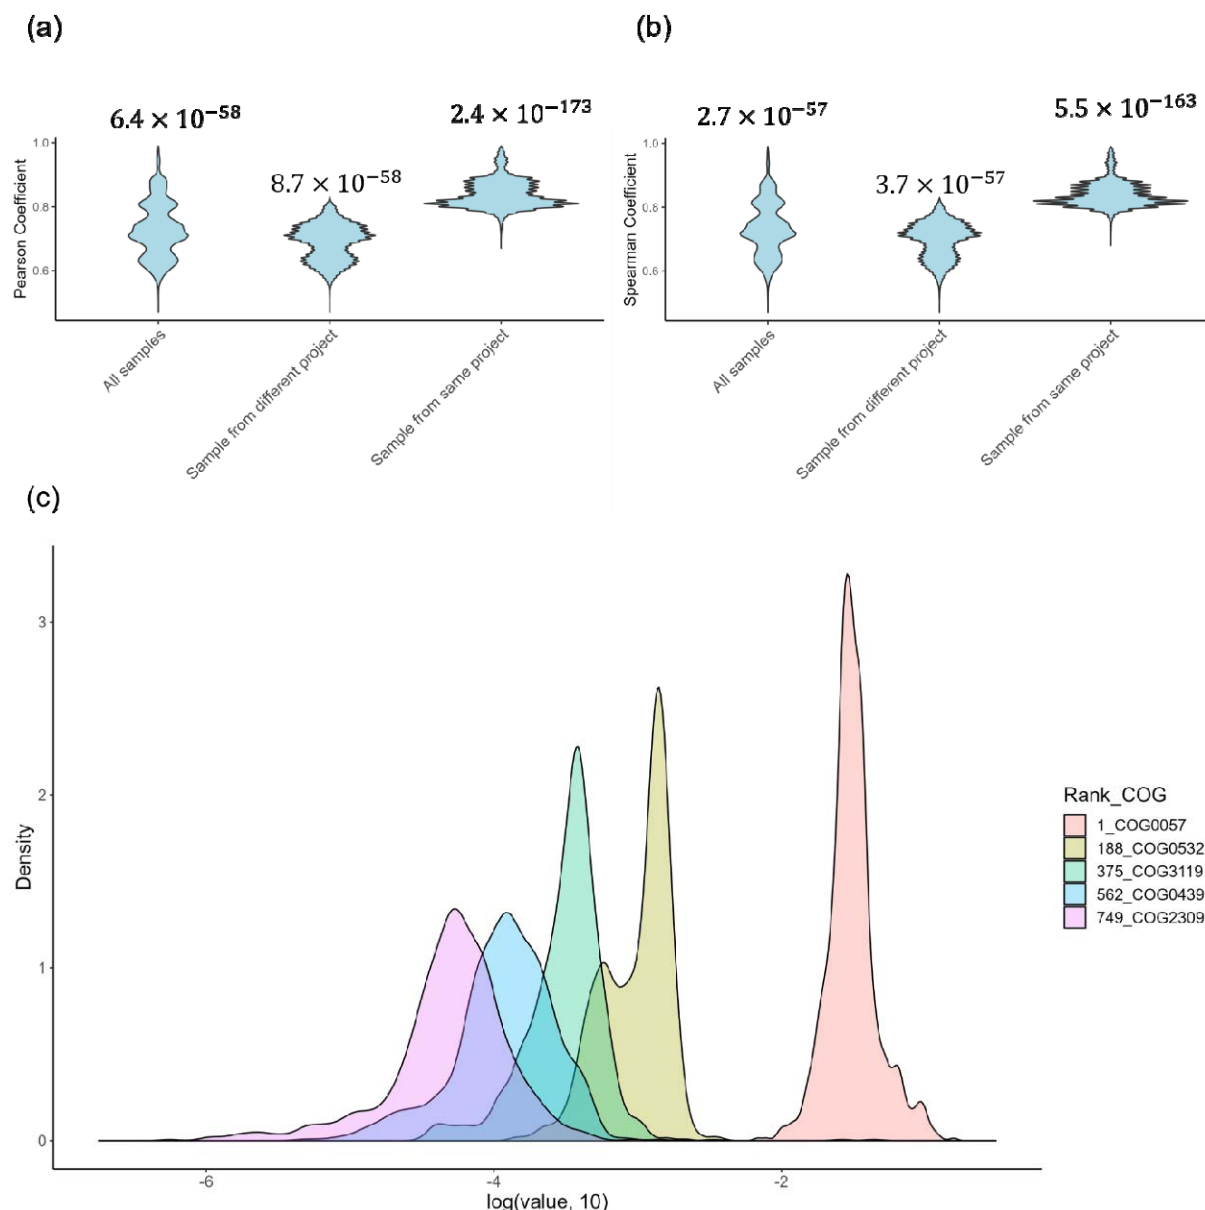 (a)
(b)
6.4 × 10⁻⁵⁸
2.4 × 10⁻¹⁷³
8.7 × 10⁻⁵⁸
Pearson Coefficient
1.0
0.8
0.6
All samples
Sample from different project
Sample from same project
2.7 × 10⁻⁵⁷
5.5 × 10⁻¹⁶³
3.7 × 10⁻⁵⁷
Spearman Coefficient
1.0
0.8
0.6
All samples
Sample from different project
Sample from same project
(c)
Density
3
2
1
0
-6
-4
-2
log(value, 10)
Rank_COG
1_COG0057
188_COG0532
375_COG3119
562_COG0439
749_COG2309